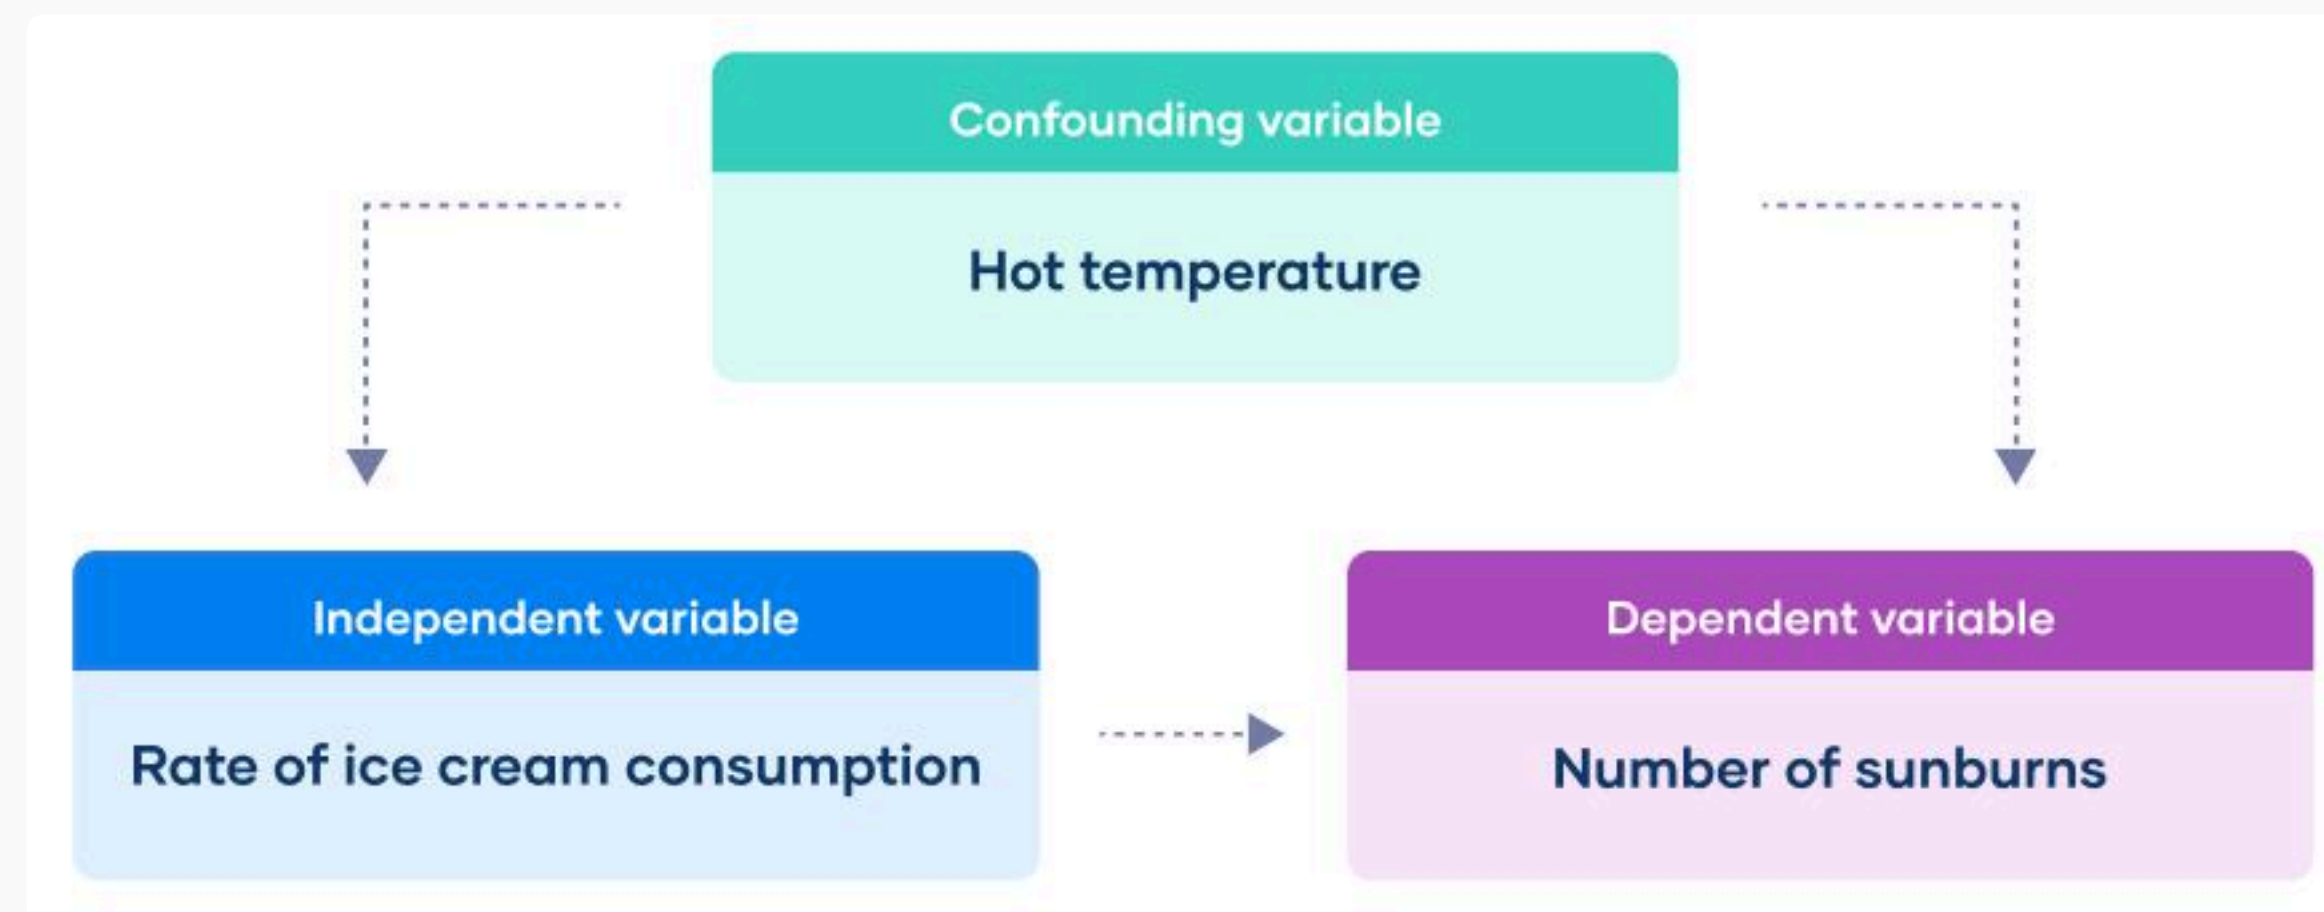 Confounding variable
Hot temperature
Independent variable
Rate of ice cream consumption
Dependent variable
Number of sunburns